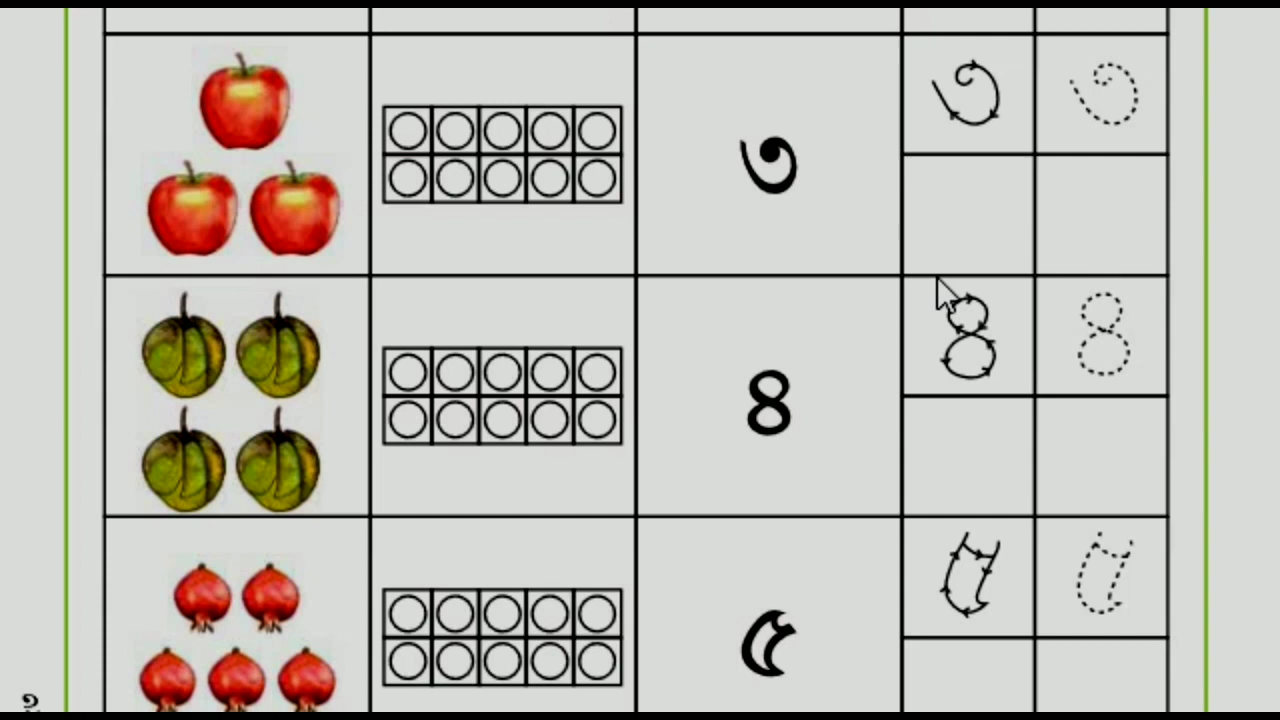 ৩ ৩ ৩
৪ ৪ ৪
৫ ৫ ৫